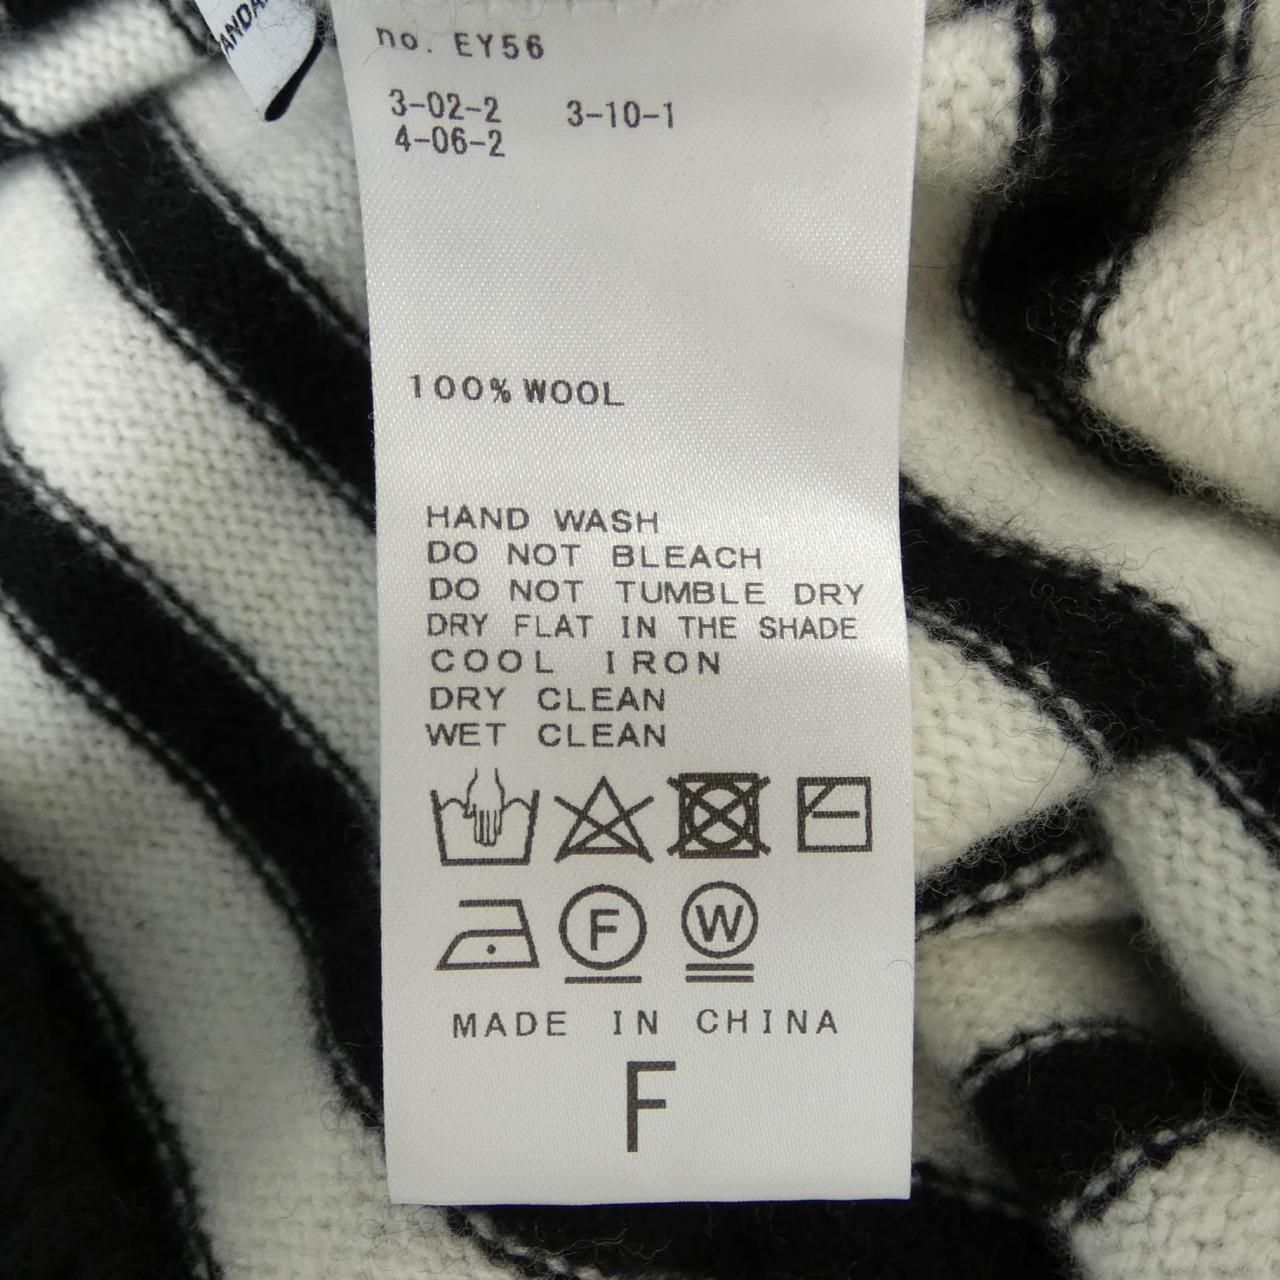 no. EY56
3-02-2 3-10-1
4-06-2
100% WOOL
HAND WASH
DO NOT BLEACH
DO NOT TUMBLE DRY
DRY FLAT IN THE SHADE
COOL IRON
DRY CLEAN
WET CLEAN
F W
MADE IN CHINA
F